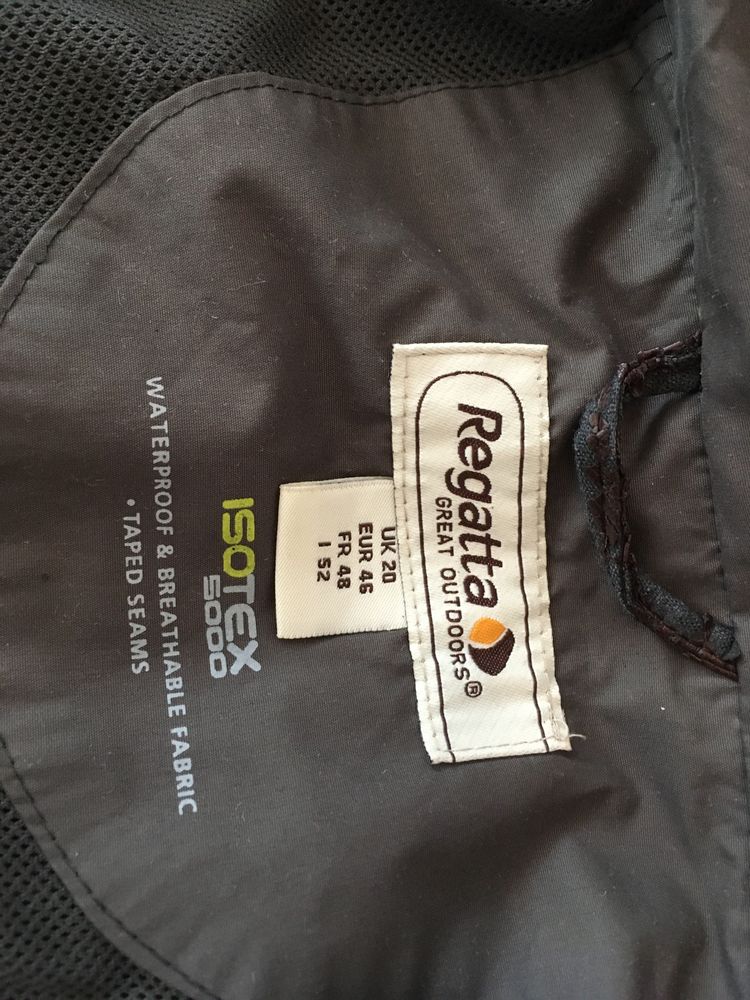 Regatta
GREAT OUTDOORS®
UK 20
EUR 46
FR 48
I 52
ISOTEX
5000
WATERPROOF & BREATHABLE FABRIC
• TAPED SEAMS